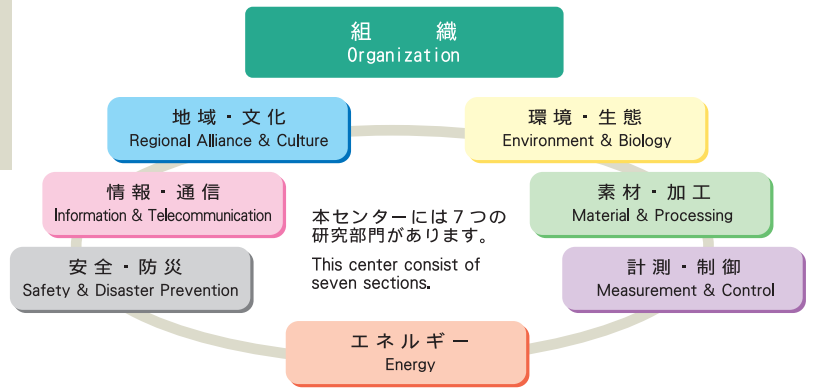 組 織
Organization
地域・文化
Regional Alliance & Culture
環境・生態
Environment & Biology
情報・通信
Information & Telecommunication
素材・加工
Material & Processing
本センターには７つの
研究部門があります。
This center consist of
seven sections.
安全・防災
Safety & Disaster Prevention
計測・制御
Measurement & Control
エネルギー
Energy